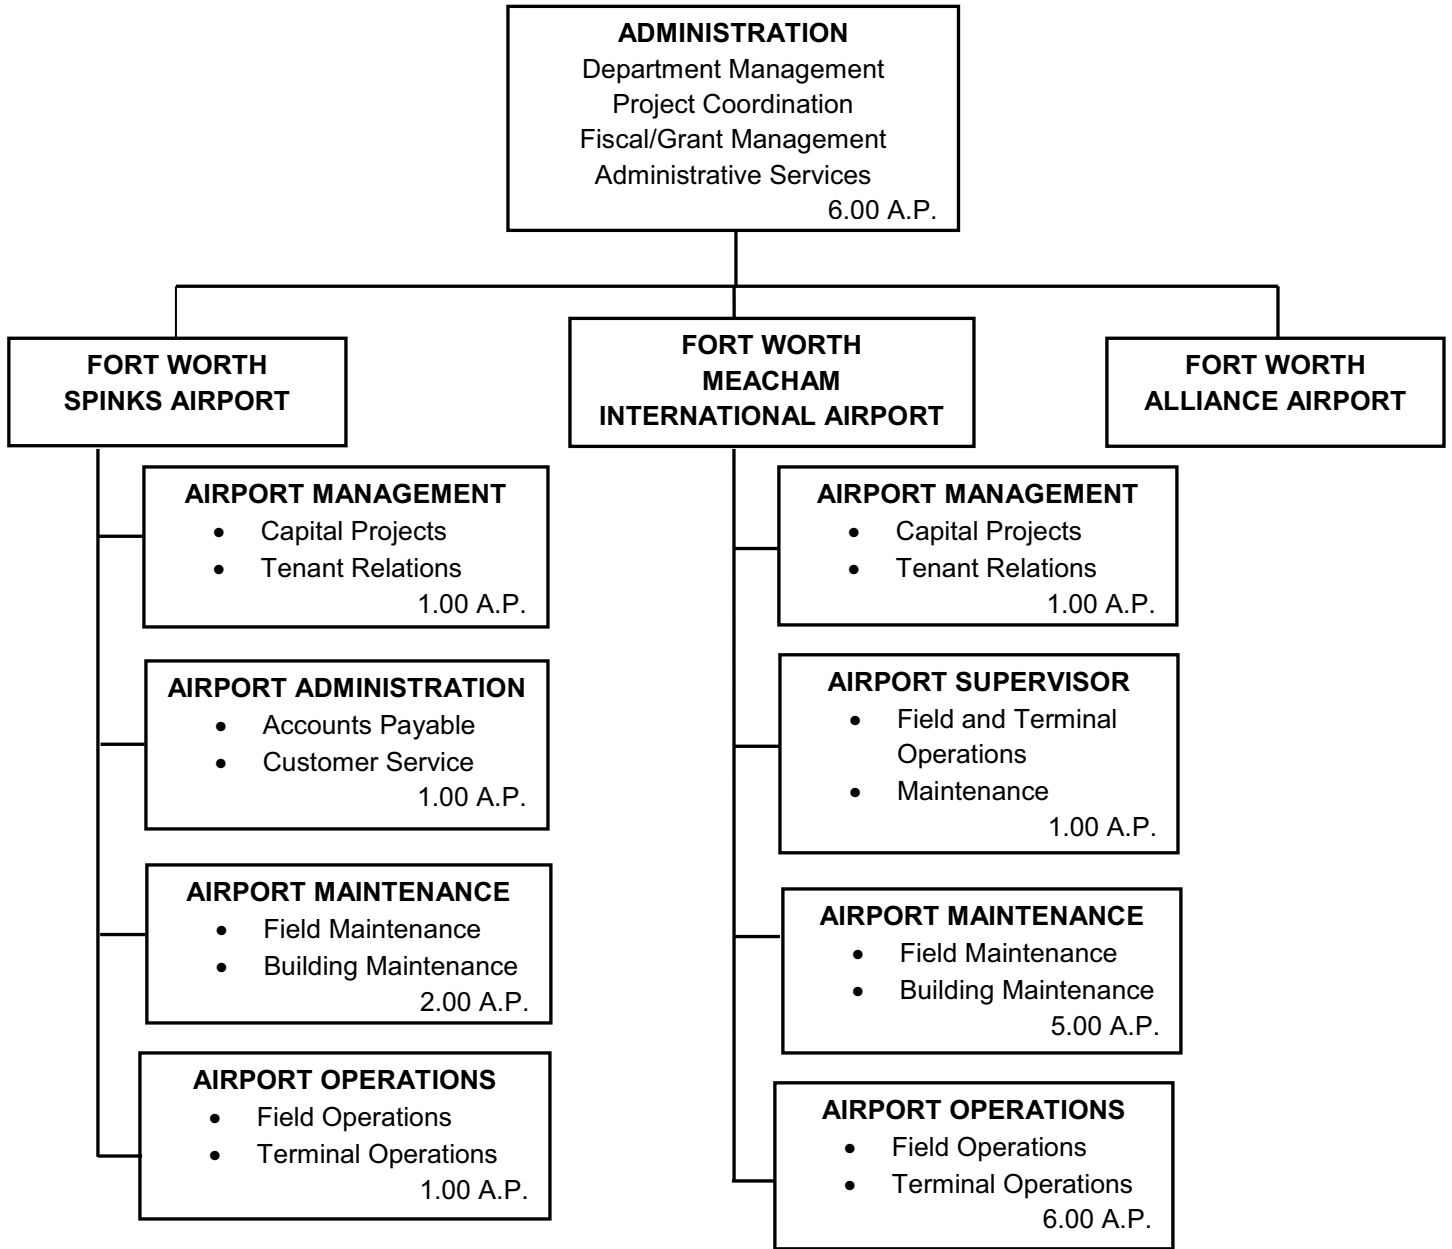 ADMINISTRATION
Department Management
Project Coordination
Fiscal/Grant Management
Administrative Services
6.00 A.P.
FORT WORTH
SPINKS AIRPORT
FORT WORTH
MEACHAM
INTERNATIONAL AIRPORT
FORT WORTH
ALLIANCE AIRPORT
AIRPORT MANAGEMENT
• Capital Projects
• Tenant Relations
1.00 A.P.
AIRPORT ADMINISTRATION
• Accounts Payable
• Customer Service
1.00 A.P.
AIRPORT MAINTENANCE
• Field Maintenance
• Building Maintenance
2.00 A.P.
AIRPORT OPERATIONS
• Field Operations
• Terminal Operations
1.00 A.P.
AIRPORT MANAGEMENT
• Capital Projects
• Tenant Relations
1.00 A.P.
AIRPORT SUPERVISOR
• Field and Terminal
Operations
• Maintenance
1.00 A.P.
AIRPORT MAINTENANCE
• Field Maintenance
• Building Maintenance
5.00 A.P.
AIRPORT OPERATIONS
• Field Operations
• Terminal Operations
6.00 A.P.